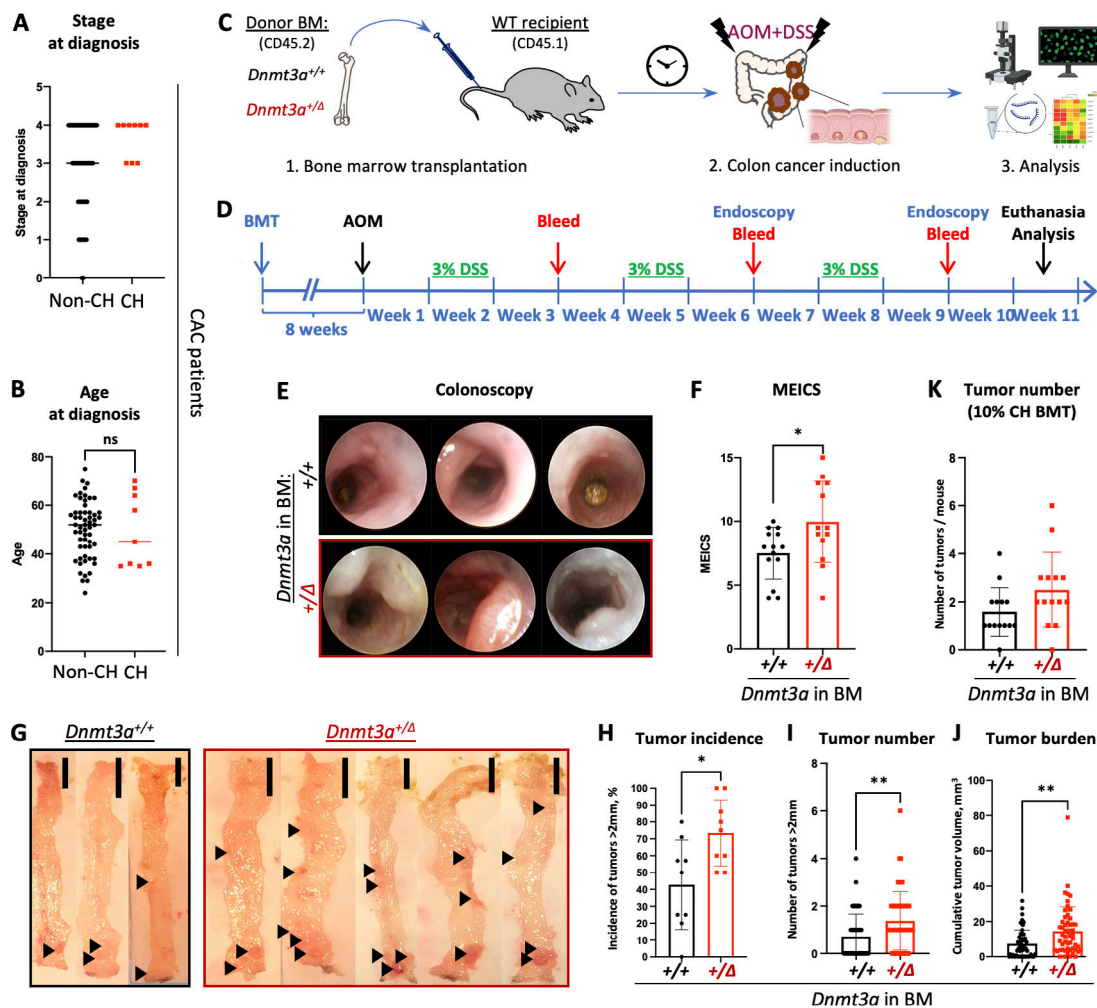 A
Stage
at diagnosis
Stage at diagnosis
5
4
3
2
1
0
Non-CH
CH
B
Age
at diagnosis
ns
Age
80
60
40
20
0
Non-CH
CH
CAC patients
C
Donor BM:
(CD45.2)
Dnmt3a+/+
Dnmt3a+/Δ
WT recipient
(CD45.1)
AOM+DSS
1. Bone marrow transplantation
2. Colon cancer induction
3. Analysis
D
BMT
AOM
Bleed
Endoscopy
Bleed
Endoscopy
Bleed
Euthanasia
Analysis
3% DSS
3% DSS
3% DSS
8 weeks
Week 1
Week 2
Week 3
Week 4
Week 5
Week 6
Week 7
Week 8
Week 9
Week 10
Week 11
E
Colonoscopy
Dnmt3a in BM:
+/+
+/Δ
F
MEICS
*
MEICS
15
10
5
0
+/+
+/Δ
Dnmt3a in BM
K
Tumor number
(10% CH BMT)
Number of tumors / mouse
8
6
4
2
0
+/+
+/Δ
Dnmt3a in BM
G
Dnmt3a+/+
Dnmt3a+/Δ
H
Tumor incidence
*
Incidence of tumors >2mm, %
100
90
80
70
60
50
40
30
20
10
0
+/+
+/Δ
I
Tumor number
**
Number of tumors >2mm
8
6
4
2
0
+/+
+/Δ
J
Tumor burden
**
Cumulative tumor volume, mm3
100
80
60
40
20
0
+/+
+/Δ
Dnmt3a in BM